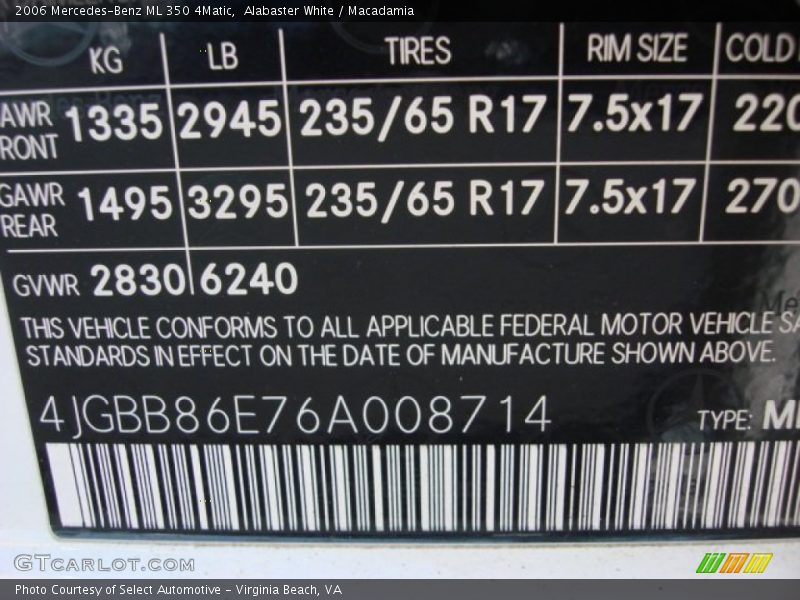 2006 Mercedes-Benz ML 350 4Matic,  Alabaster White / Macadamia
KG LB TIRES RIM SIZE COLD
AWR FRONT 1335 2945 235/65 R17 7.5x17 220
GAWR REAR 1495 3295 235/65 R17 7.5x17 270
GVWR 2830 6240
THIS VEHICLE CONFORMS TO ALL APPLICABLE FEDERAL MOTOR VEHICLE SA
STANDARDS IN EFFECT ON THE DATE OF MANUFACTURE SHOWN ABOVE.
4JGBB86E76A008714 TYPE:
GTCARLOT.COM
Photo Courtesy of Select Automotive - Virginia Beach, VA